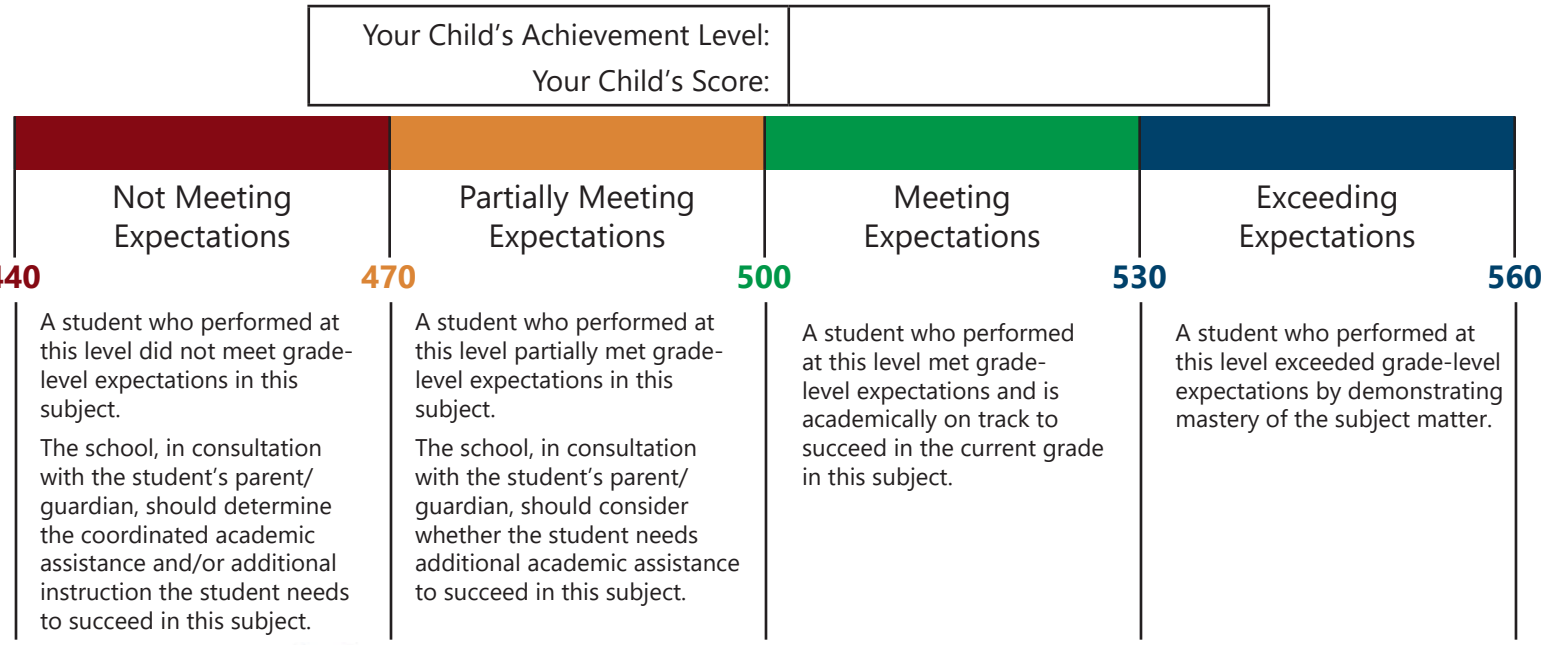 Your Child's Achievement Level:
Your Child's Score:
Not Meeting
Expectations
Partially Meeting
Expectations
Meeting
Expectations
Exceeding
Expectations
440
470
500
530
560
A student who performed at
this level did not meet grade-
level expectations in this
subject.
The school, in consultation
with the student's parent/
guardian, should determine
the coordinated academic
assistance and/or additional
instruction the student needs
to succeed in this subject.
A student who performed at
this level partially met grade-
level expectations in this
subject.
The school, in consultation
with the student's parent/
guardian, should consider
whether the student needs
additional academic assistance
to succeed in this subject.
A student who performed
at this level met grade-
level expectations and is
academically on track to
succeed in the current grade
in this subject.
A student who performed at
this level exceeded grade-level
expectations by demonstrating
mastery of the subject matter.